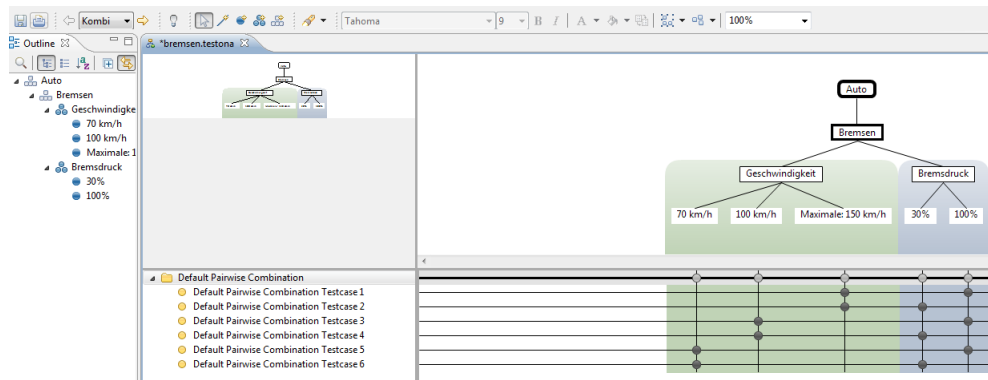 Kombi
Tahoma
9
B
I
A
100%
Outline
*bremsen.testona
Auto
Bremsen
Geschwindigke
70 km/h
100 km/h
Maximale: 1
Bremsdruck
30%
100%
Auto
Bremsen
Geschwindigkeit
Bremsdruck
70 km/h
100 km/h
Maximale: 150 km/h
30%
100%
Default Pairwise Combination
Default Pairwise Combination Testcase 1
Default Pairwise Combination Testcase 2
Default Pairwise Combination Testcase 3
Default Pairwise Combination Testcase 4
Default Pairwise Combination Testcase 5
Default Pairwise Combination Testcase 6